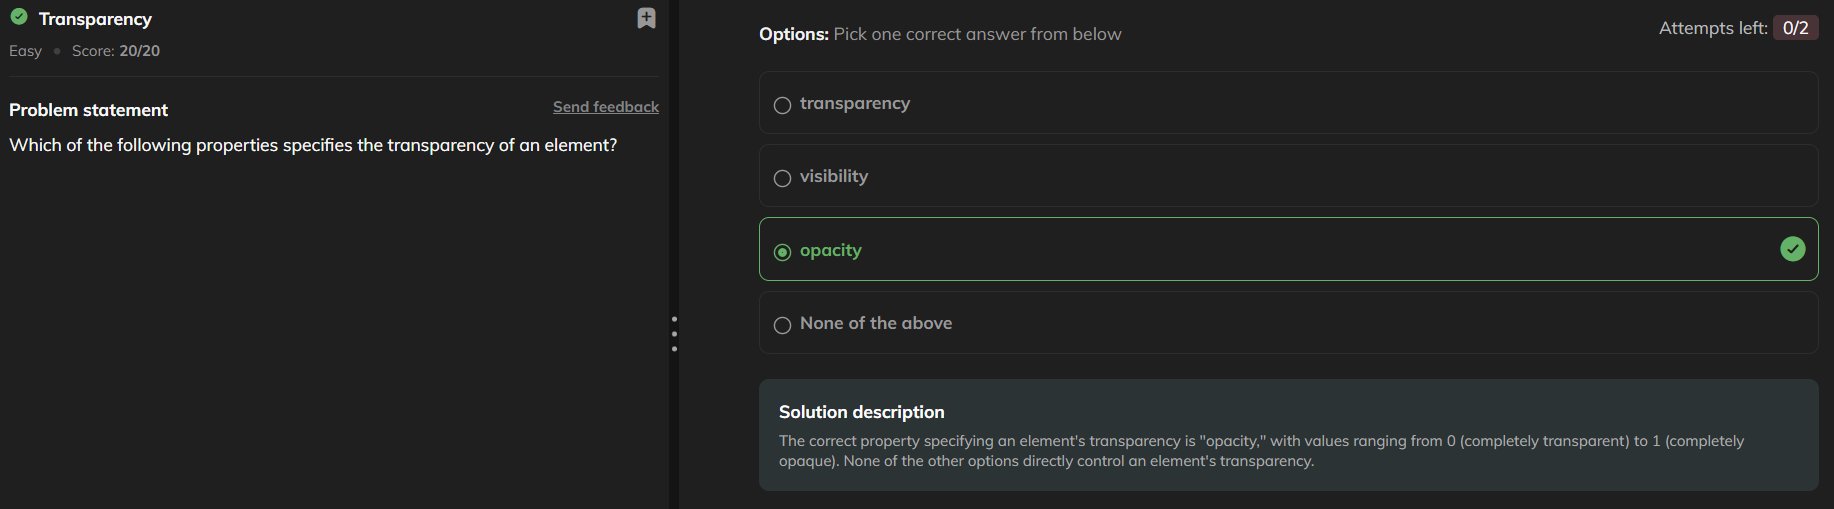 Transparency
Easy • Score: 20/20
Problem statement
Send feedback
Which of the following properties specifies the transparency of an element?
Options: Pick one correct answer from below
Attempts left: 0/2
transparency
visibility
opacity
None of the above
Solution description
The correct property specifying an element's transparency is "opacity," with values ranging from 0 (completely transparent) to 1 (completely
opaque). None of the other options directly control an element's transparency.